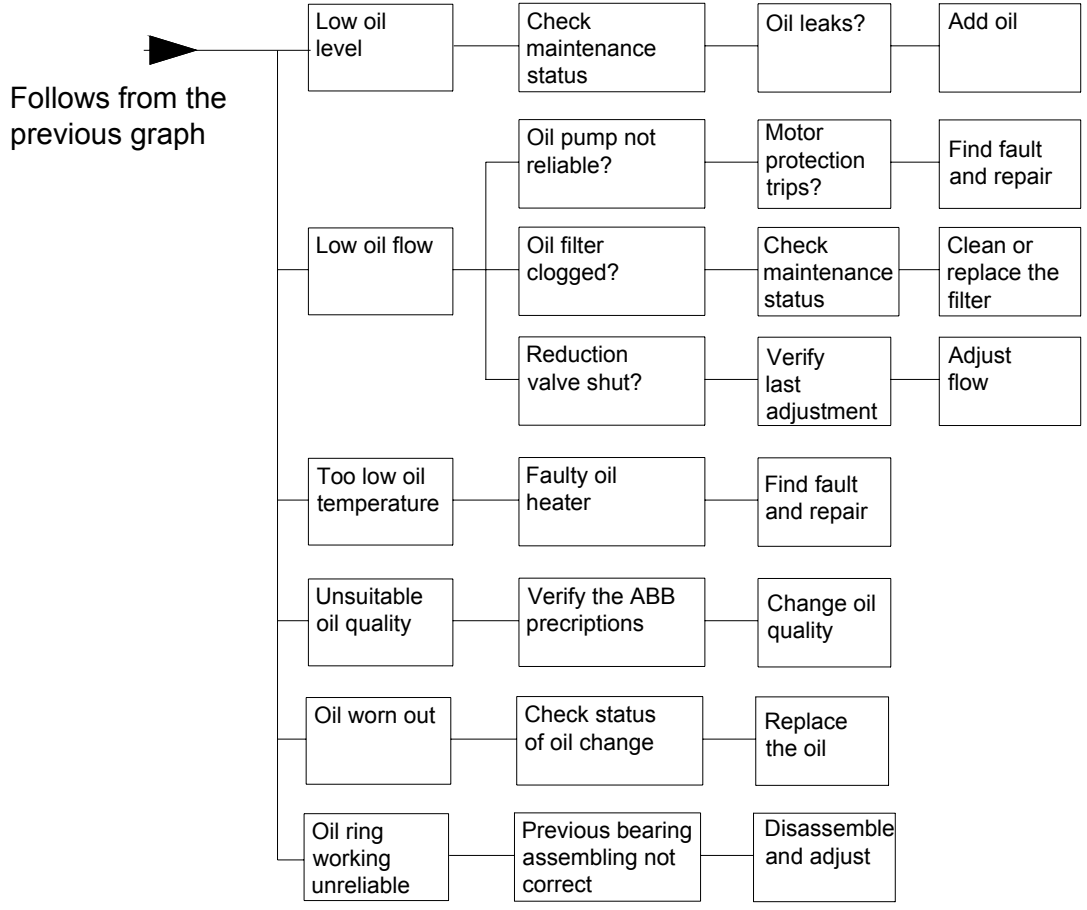 Follows from the
previous graph
Low oil
level
Check
maintenance
status
Oil leaks?
Add oil
Low oil flow
Oil pump not
reliable?
Motor
protection
trips?
Find fault
and repair
Oil filter
clogged?
Check
maintenance
status
Clean or
replace the
filter
Reduction
valve shut?
Verify
last
adjustment
Adjust
flow
Too low oil
temperature
Faulty oil
heater
Find fault
and repair
Unsuitable
oil quality
Verify the ABB
precriptions
Change oil
quality
Oil worn out
Check status
of oil change
Replace
the oil
Oil ring
working
unreliable
Previous bearing
assembling not
correct
Disassemble
and adjust